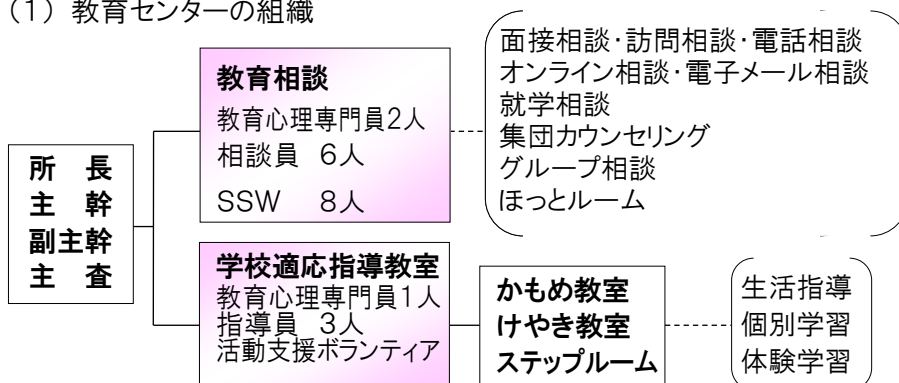 （1）教育センターの組織
所　長
主　幹
副主幹
主　査
教育相談
教育心理専門員2人
相談員　6人
SSW　8人
面接相談・訪問相談・電話相談
オンライン相談・電子メール相談
就学相談
集団カウンセリング
グループ相談
ほっとルーム
学校適応指導教室
教育心理専門員1人
指導員　3人
活動支援ボランティア
かもめ教室
けやき教室
ステップルーム
生活指導
個別学習
体験学習